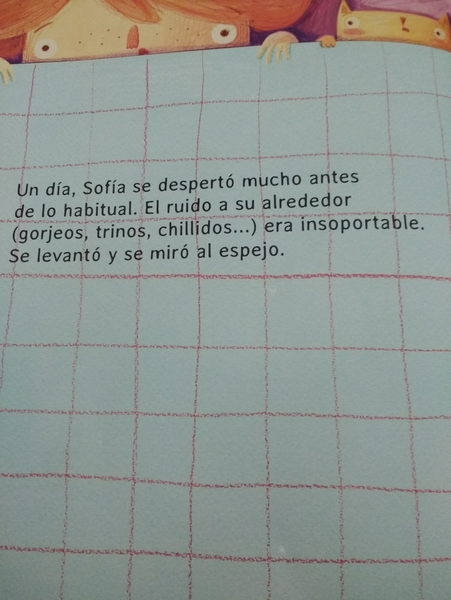 Un día, Sofía se despertó mucho antes
de lo habitual. El ruido a su alrededor
(gorjeos, trinos, chillidos...) era insoportable.
Se levantó y se miró al espejo.